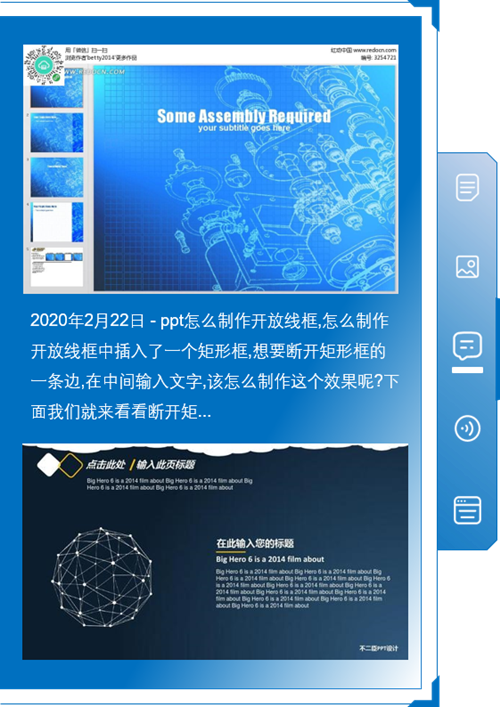 用「微信」扫一扫
浏览作者'betty2014'更多作品
红动中国 www.redocn.com
编号: 3254721
WWW.REDOCN.COM
Some Assembly Required
your subtitle goes here
2020年2月22日 - ppt怎么制作开放线框,怎么制作
开放线框中插入了一个矩形框,想要断开矩形框的
一条边,在中间输入文字,该怎么制作这个效果呢?下
面我们就来看看断开矩...
点击此处 / 输入此页标题
Big Hero 6 is a 2014 film about Big Hero 6 is a 2014 film about Big
Hero 6 is a 2014 film about Big Hero 6 is a 2014 film about
在此输入您的标题
Big Hero 6 is a 2014 film about
Big Hero 6 is a 2014 film about Big Hero 6 is a 2014 film about Big
Hero 6 is a 2014 film about Big Hero 6 is a 2014 film about Big Hero 6
is a 2014 film about Big Hero 6 is a 2014 film about Big Hero 6 is a
2014 film about Big Hero 6 is a 2014 film about Big Hero 6 is a 2014
film about Big Hero 6 is a 2014 film about Big Hero 6 is a 2014 film
about Big Hero 6 is a 2014 film about
不二臣PPT设计